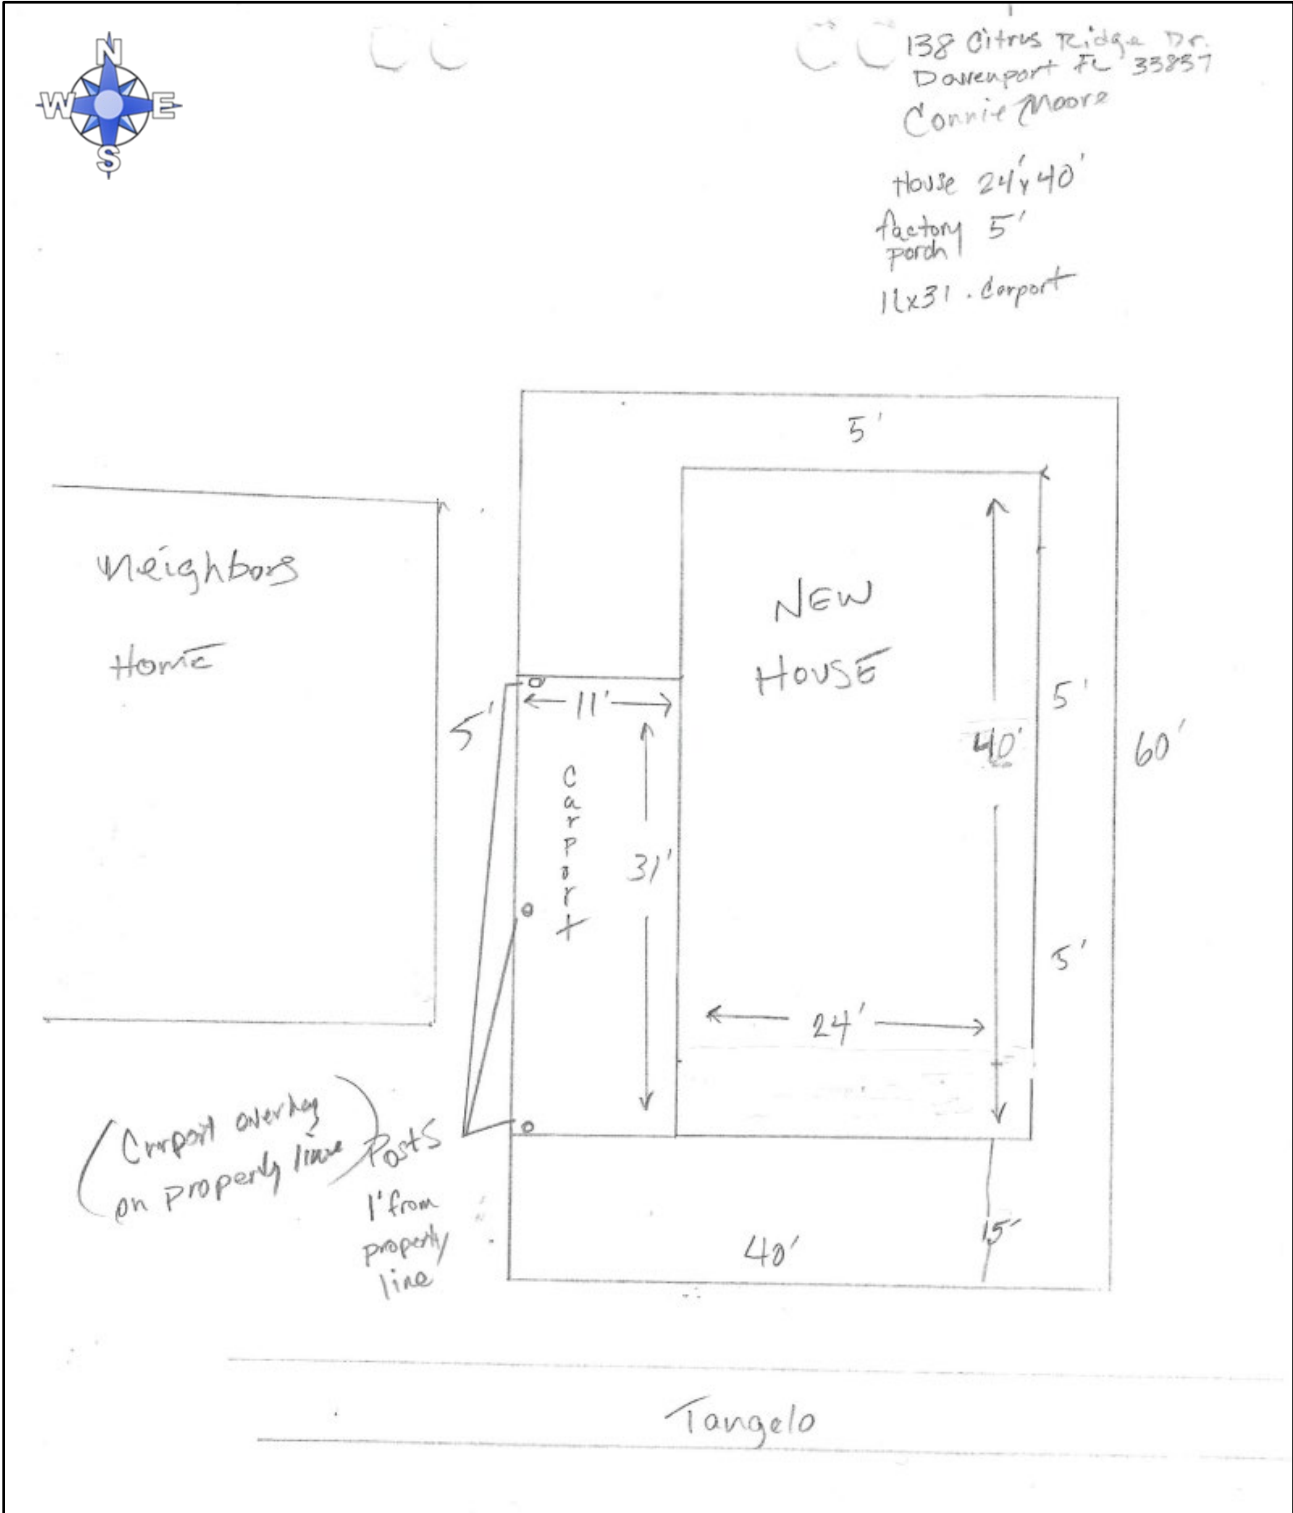 N
W E
S
138 Citrus Ridge Dr.
Davenport FL 33837
Connie Moore
House 24'x40'
factory 5'
porch
11x31 . Carport
5'
Neighbors
Home
NEW
HOUSE
5'
11'
5'
40'
60'
Carport
31'
5'
24'
(Carport overhag
on property line)
Posts
1' from
property
line
40'
15'
Tangelo